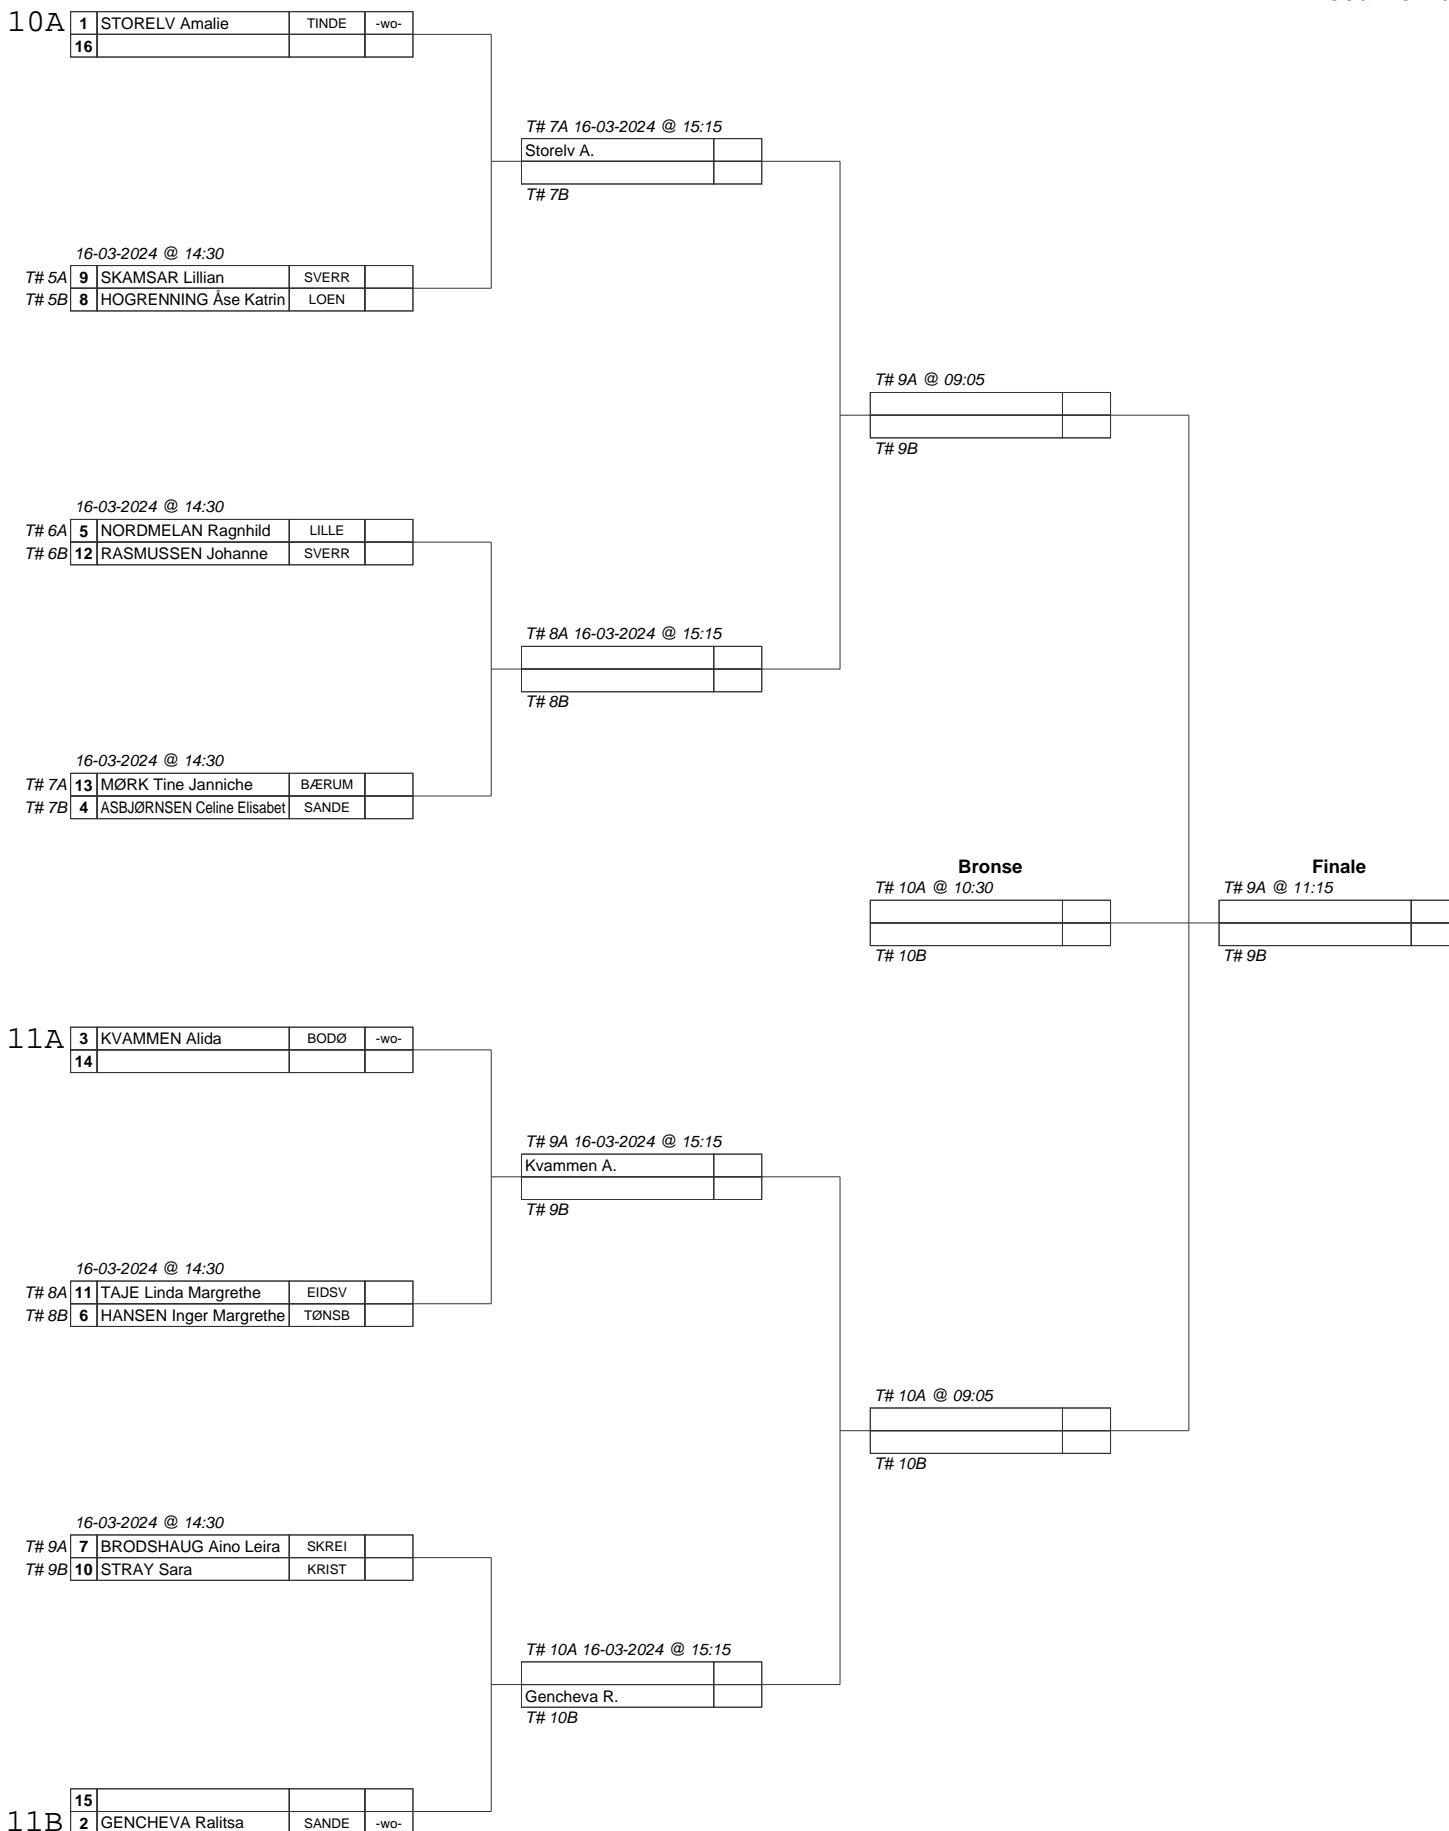 10A 1 STORELV Amalie TINDE -wo-
16
T# 7A 16-03-2024 @ 15:15
Storelv A.
T# 7B
16-03-2024 @ 14:30
T# 5A 9 SKAMSAR Lillian SVERR
T# 5B 8 HOGRENNING Åse Katrin LOEN
T# 9A @ 09:05
T# 9B
16-03-2024 @ 14:30
T# 6A 5 NORDMELAN Ragnhild LILLE
T# 6B 12 RASMUSSEN Johanne SVERR
T# 8A 16-03-2024 @ 15:15
T# 8B
16-03-2024 @ 14:30
T# 7A 13 MØRK Tine Janniche BÆRUM
T# 7B 4 ASBJØRNSEN Celine Elisabet SANDE
Bronse
T# 10A @ 10:30
T# 10B
Finale
T# 9A @ 11:15
T# 9B
11A 3 KVAMMEN Alida BODØ -wo-
14
T# 9A 16-03-2024 @ 15:15
Kvammen A.
T# 9B
16-03-2024 @ 14:30
T# 8A 11 TAJE Linda Margrethe EIDSV
T# 8B 6 HANSEN Inger Margrethe TØNSB
T# 10A @ 09:05
T# 10B
16-03-2024 @ 14:30
T# 9A 7 BRODSHAUG Aino Leira SKREI
T# 9B 10 STRAY Sara KRIST
T# 10A 16-03-2024 @ 15:15
Gencheva R.
T# 10B
15
11B 2 GENCHEVA Ralitsa SANDE -wo-